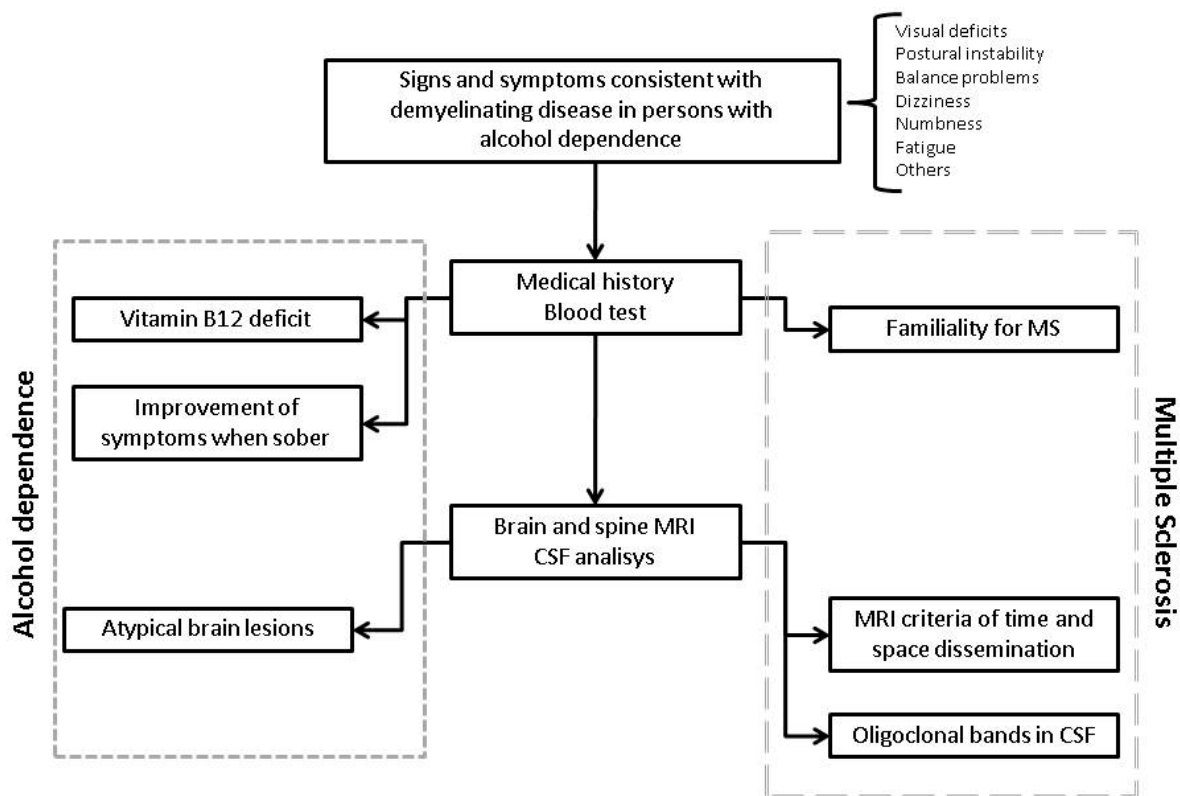 Signs and symptoms consistent with
demyelinating disease in persons with
alcohol dependence
Visual deficits
Postural instability
Balance problems
Dizziness
Numbness
Fatigue
Others
Medical history
Blood test
Alcohol dependence
Vitamin B12 deficit
Improvement of
symptoms when sober
Familiality for MS
Multiple Sclerosis
Brain and spine MRI
CSF analisys
Atypical brain lesions
MRI criteria of time and
space dissemination
Oligoclonal bands in CSF